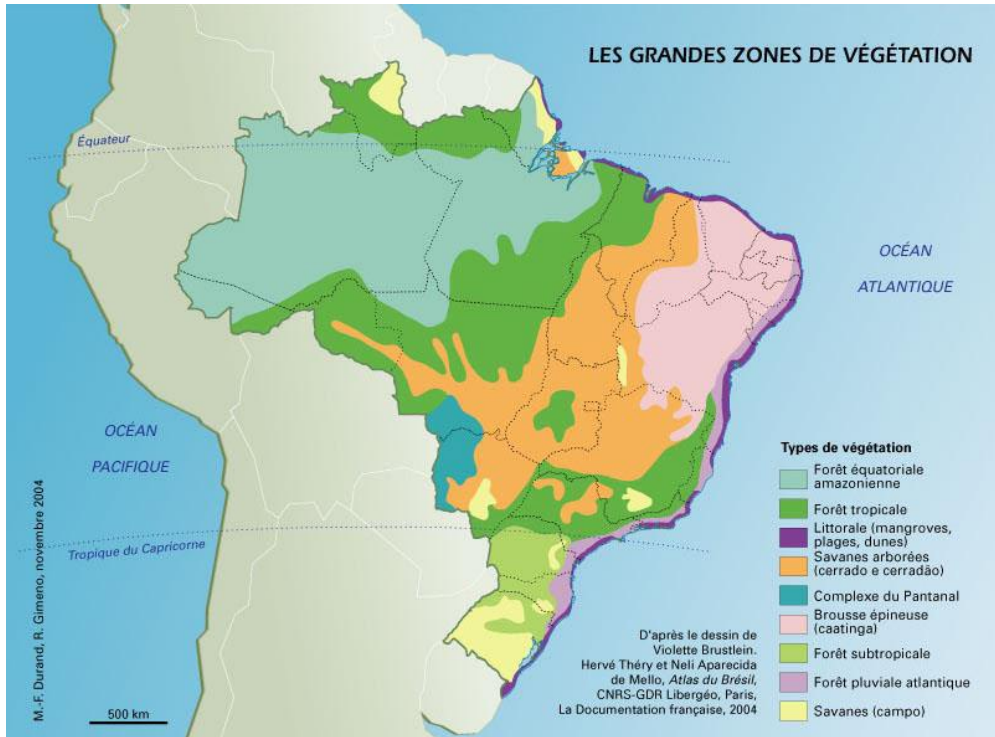 LES GRANDES ZONES DE VÉGÉTATION
Équateur
OCÉAN
ATLANTIQUE
OCÉAN
PACIFIQUE
Tropique du Capricorne
Types de végétation
Forêt équatoriale
amazonienne
Forêt tropicale
Littorale (mangroves,
plages, dunes)
Savanes arborées
(cerrado e cerradão)
Complexe du Pantanal
Brousse épineuse
(caatinga)
Forêt subtropicale
Forêt pluviale atlantique
Savanes (campo)
D'après le dessin de
Violette Brustlein.
Hervé Théry et Neli Aparecida
de Mello, Atlas du Brésil,
CNRS-GDR Libergéo, Paris,
La Documentation française, 2004
500 km
M.-F. Durand, R. Gimeno, novembre 2004